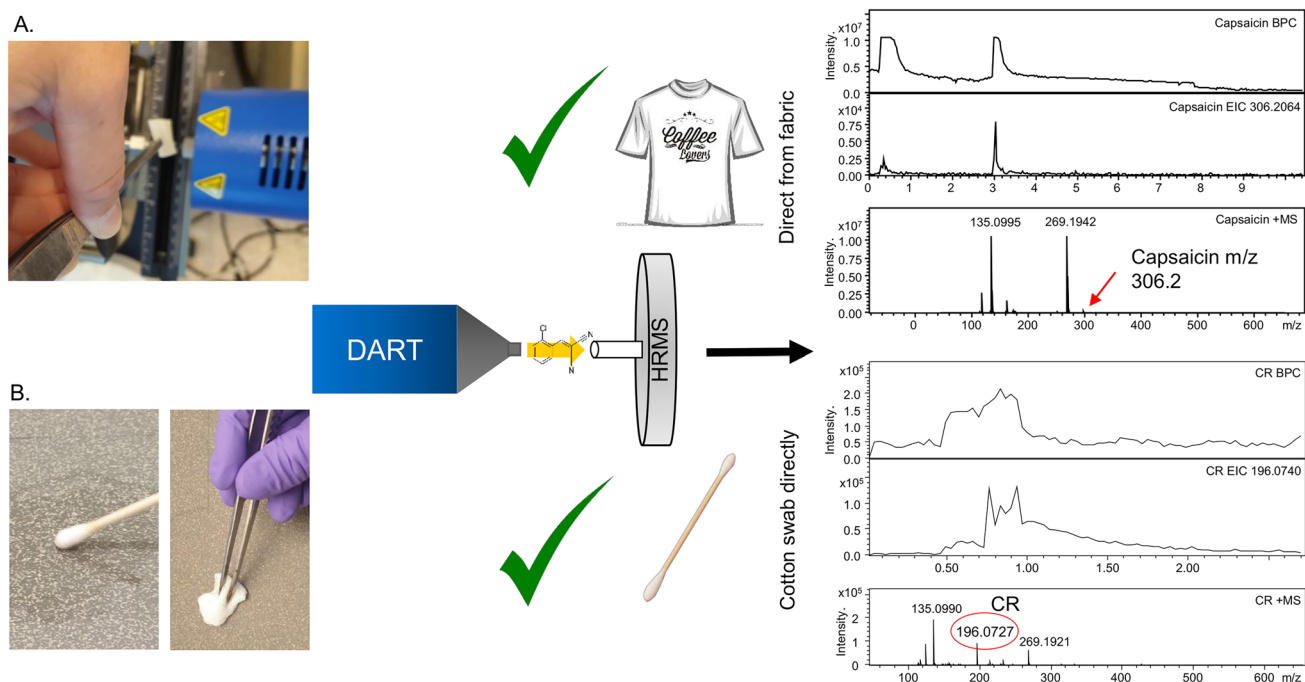 A.
Coffee
Lovers
Direct from fabric
Capsaicin BPC
x10⁷
Intensity.
1.0
0.5
0.0
Capsaicin EIC 306.2064
x10⁴
0.75
0.50
0.25
0.00
0 1 2 3 4 5 6 7 8 9
Capsaicin +MS
x10⁷
Intensity.
1.00
0.75
0.50
0.25
0.00
135.0995
269.1942
Capsaicin m/z
306.2
0 100 200 300 400 500 600 m/z
DART
Cl
N
N
HRMS
B.
Cotton swab directly
CR BPC
x10⁵
Intensity.
2.0
1.5
1.0
0.5
0.0
CR EIC 196.0740
x10⁵
1.0
0.5
0.0
0.50 1.00 1.00 2.00
CR +MS
x10⁵
Intensity.
2
1
0
135.0990
CR
196.0727
269.1921
100 200 300 400 500 600 m/z